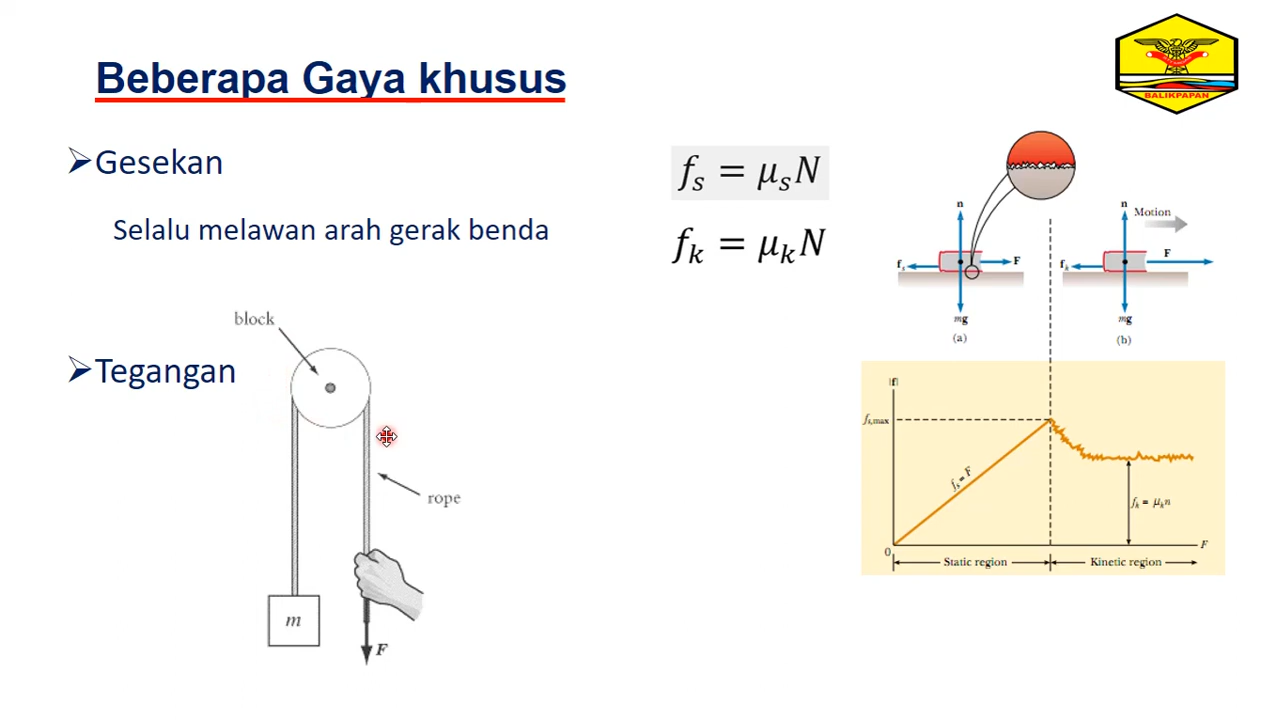 Beberapa Gaya khusus
BALIKPAPAN
➢Gesekan
Selalu melawan arah gerak benda
fₛ = μₛN
fₖ = μₖN
n
n
Motion
fₛ
F
fₖ
F
mg
mg
(a)
(b)
➢Tegangan
block
rope
m
F
|f|
fₛ,max
fₛ = F
fₖ = μₖn
0
F
Static region
Kinetic region